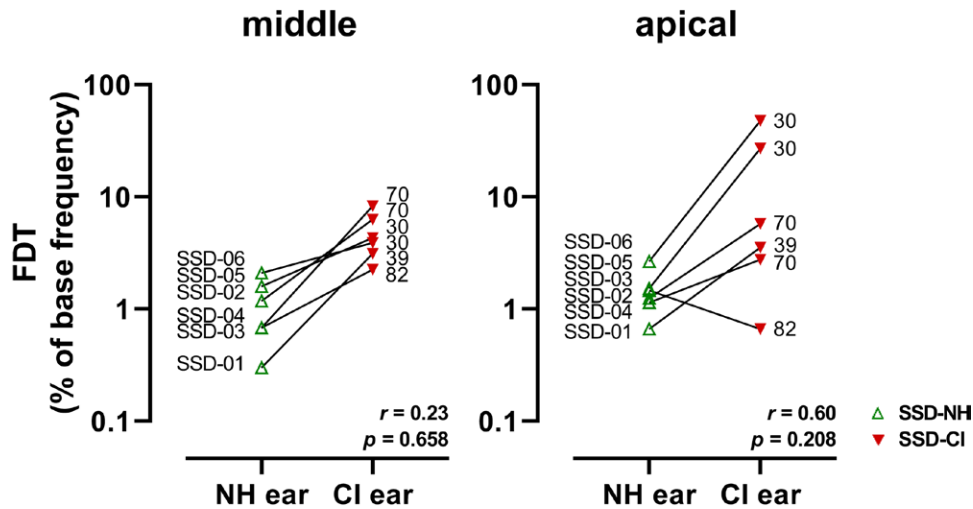 middle
FDT
(% of base frequency)
100
10
1
0.1
SSD-06
SSD-05
SSD-02
SSD-04
SSD-03
SSD-01
70
70
30
30
39
82
r = 0.23
p = 0.658
NH ear
CI ear
apical
100
10
1
0.1
SSD-06
SSD-05
SSD-03
SSD-02
SSD-04
SSD-01
30
30
70
39
70
82
r = 0.60
p = 0.208
NH ear
CI ear
SSD-NH
SSD-CI